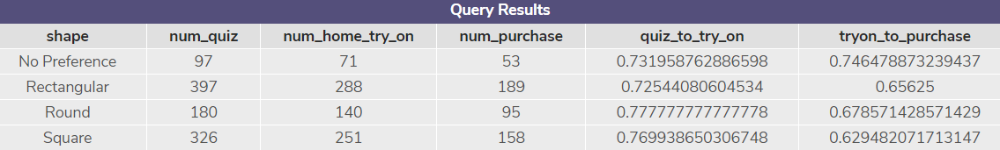 Query Results
shape num_quiz num_home_try_on num_purchase quiz_to_try_on tryon_to_purchase
No Preference 97 71 53 0.731958762886598 0.746478873239437
Rectangular 397 288 189 0.72544080604534 0.65625
Round 180 140 95 0.777777777777778 0.678571428571429
Square 326 251 158 0.769938650306748 0.629482071713147